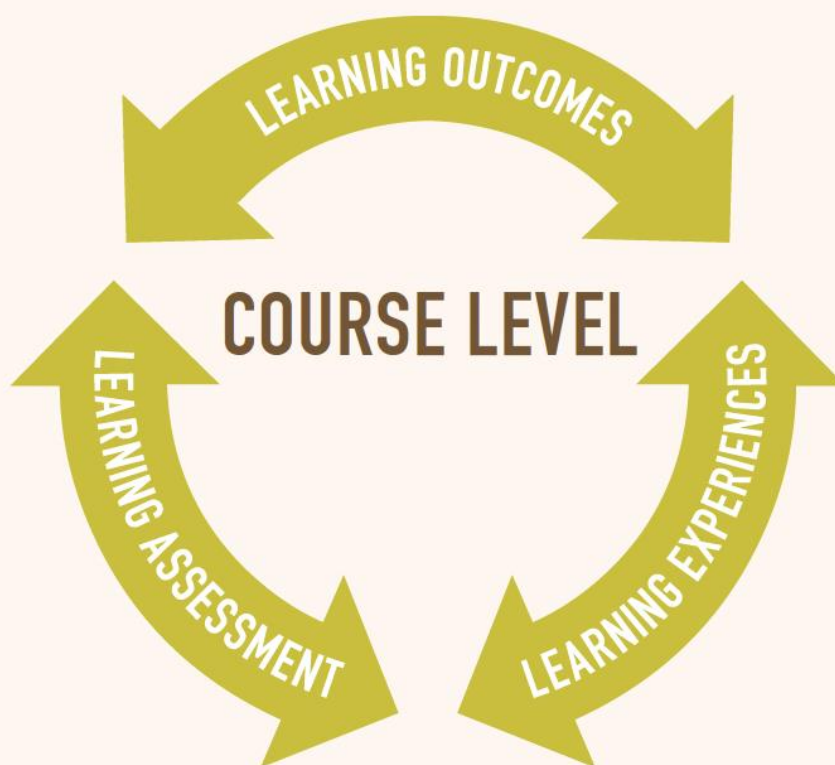 LEARNING OUTCOMES
COURSE LEVEL
LEARNING ASSESSMENT
LEARNING EXPERIENCES